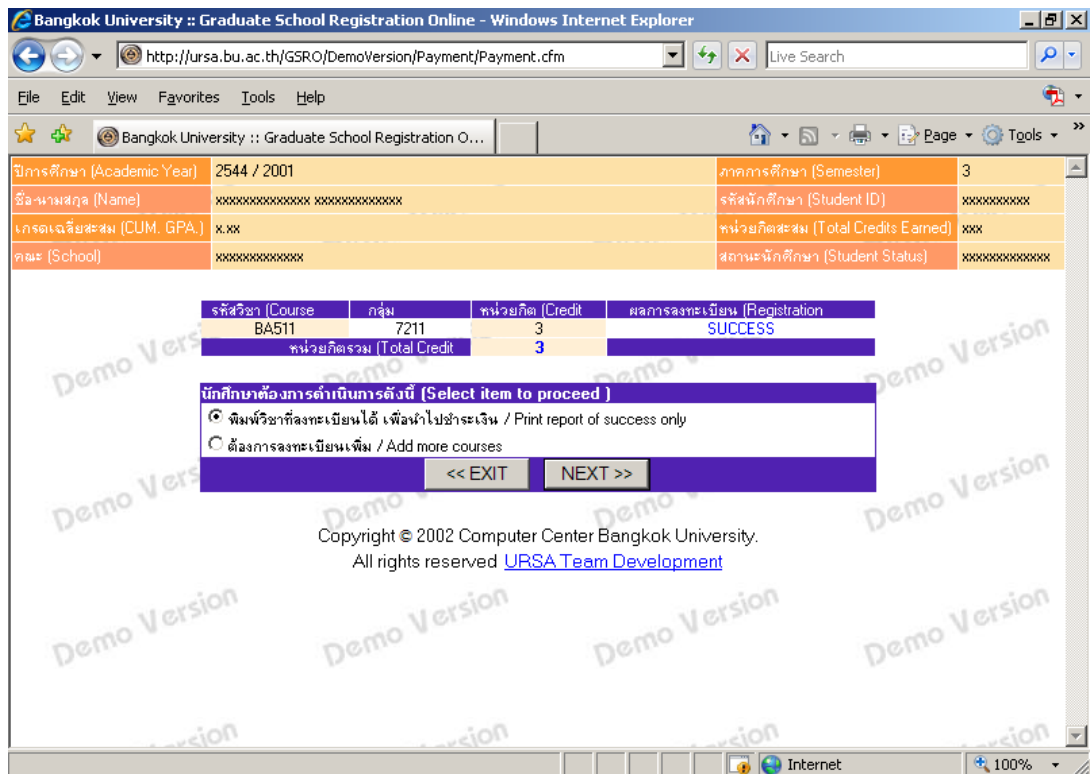 Bangkok University :: Graduate School Registration Online - Windows Internet Explorer
http://ursa.bu.ac.th/GSRO/DemoVersion/Payment/Payment.cfm Live Search
File Edit View Favorites Tools Help
Bangkok University :: Graduate School Registration O... Page Tools
ปีการศึกษา (Academic Year) 2544 / 2001 ภาคการศึกษา (Semester) 3
ชื่อ-นามสกุล (Name) xxxxxxxxxxxxxx xxxxxxxxxxxxx รหัสนักศึกษา (Student ID) xxxxxxxxxx
เกรดเฉลี่ยสะสม (CUM. GPA.) x.xx หน่วยกิตสะสม (Total Credits Earned) xxx
คณะ (School) xxxxxxxxxxxxx สถานะนักศึกษา (Student Status) xxxxxxxxxxxxx
รหัสวิชา (Course กลุ่ม หน่วยกิต (Credit ผลการลงทะเบียน (Registration
BA511 7211 3 SUCCESS
หน่วยกิตรวม (Total Credit 3
นักศึกษาต้องการดำเนินการดังนี้ (Select item to proceed )
พิมพ์วิชาที่ลงทะเบียนได้ เพื่อนำไปชำระเงิน / Print report of success only
ต้องการลงทะเบียนเพิ่ม / Add more courses
<< EXIT NEXT >>
Copyright © 2002 Computer Center Bangkok University.
All rights reserved URSA Team Development
Demo Version Demo Version Demo Version Demo Version
Internet 100%